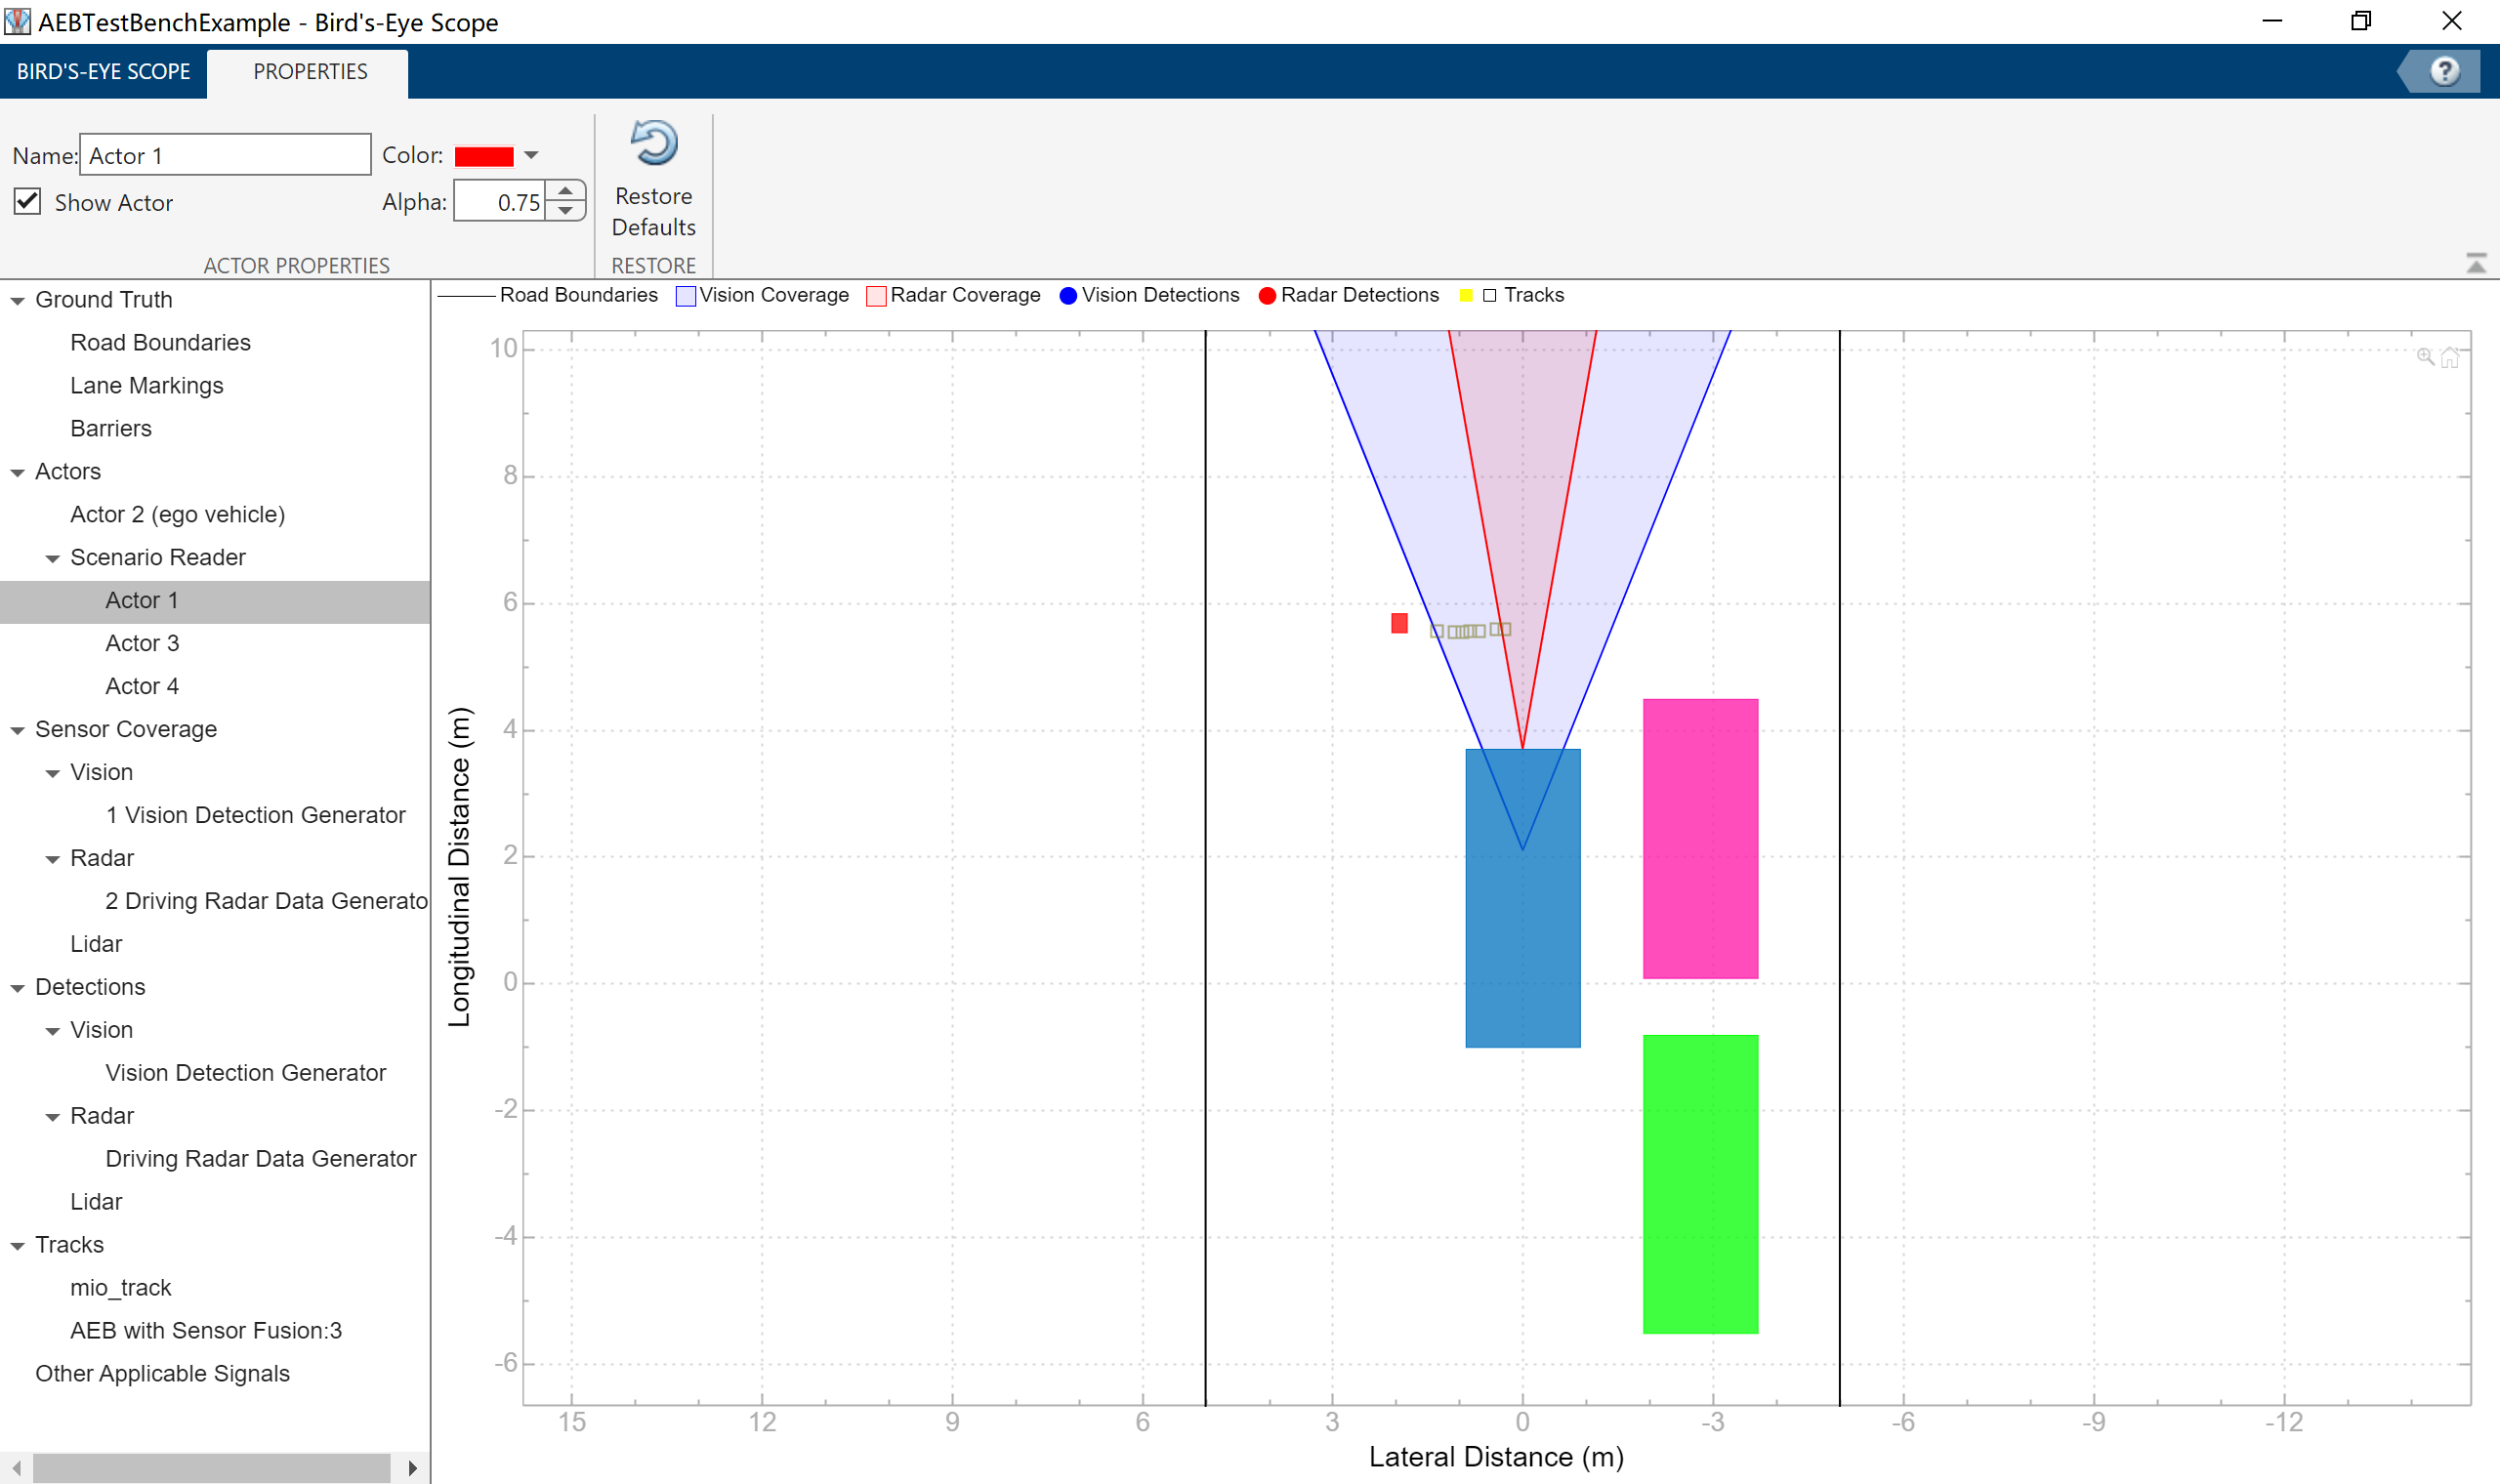 AEBTestBenchExample - Bird's-Eye Scope
BIRD'S-EYE SCOPE
PROPERTIES
Name: Actor 1
Color:
Show Actor
Alpha: 0.75
Restore
Defaults
ACTOR PROPERTIES
RESTORE
Ground Truth
Road Boundaries
Lane Markings
Barriers
Actors
Actor 2 (ego vehicle)
Scenario Reader
Actor 1
Actor 3
Actor 4
Sensor Coverage
Vision
1 Vision Detection Generator
Radar
2 Driving Radar Data Generato
Lidar
Detections
Vision
Vision Detection Generator
Radar
Driving Radar Data Generator
Lidar
Tracks
mio_track
AEB with Sensor Fusion:3
Other Applicable Signals
Road Boundaries Vision Coverage Radar Coverage Vision Detections Radar Detections Tracks
10
8
6
4
2
0
-2
-4
-6
Longitudinal Distance (m)
15 12 9 6 3 0 -3 -6 -9 -12
Lateral Distance (m)